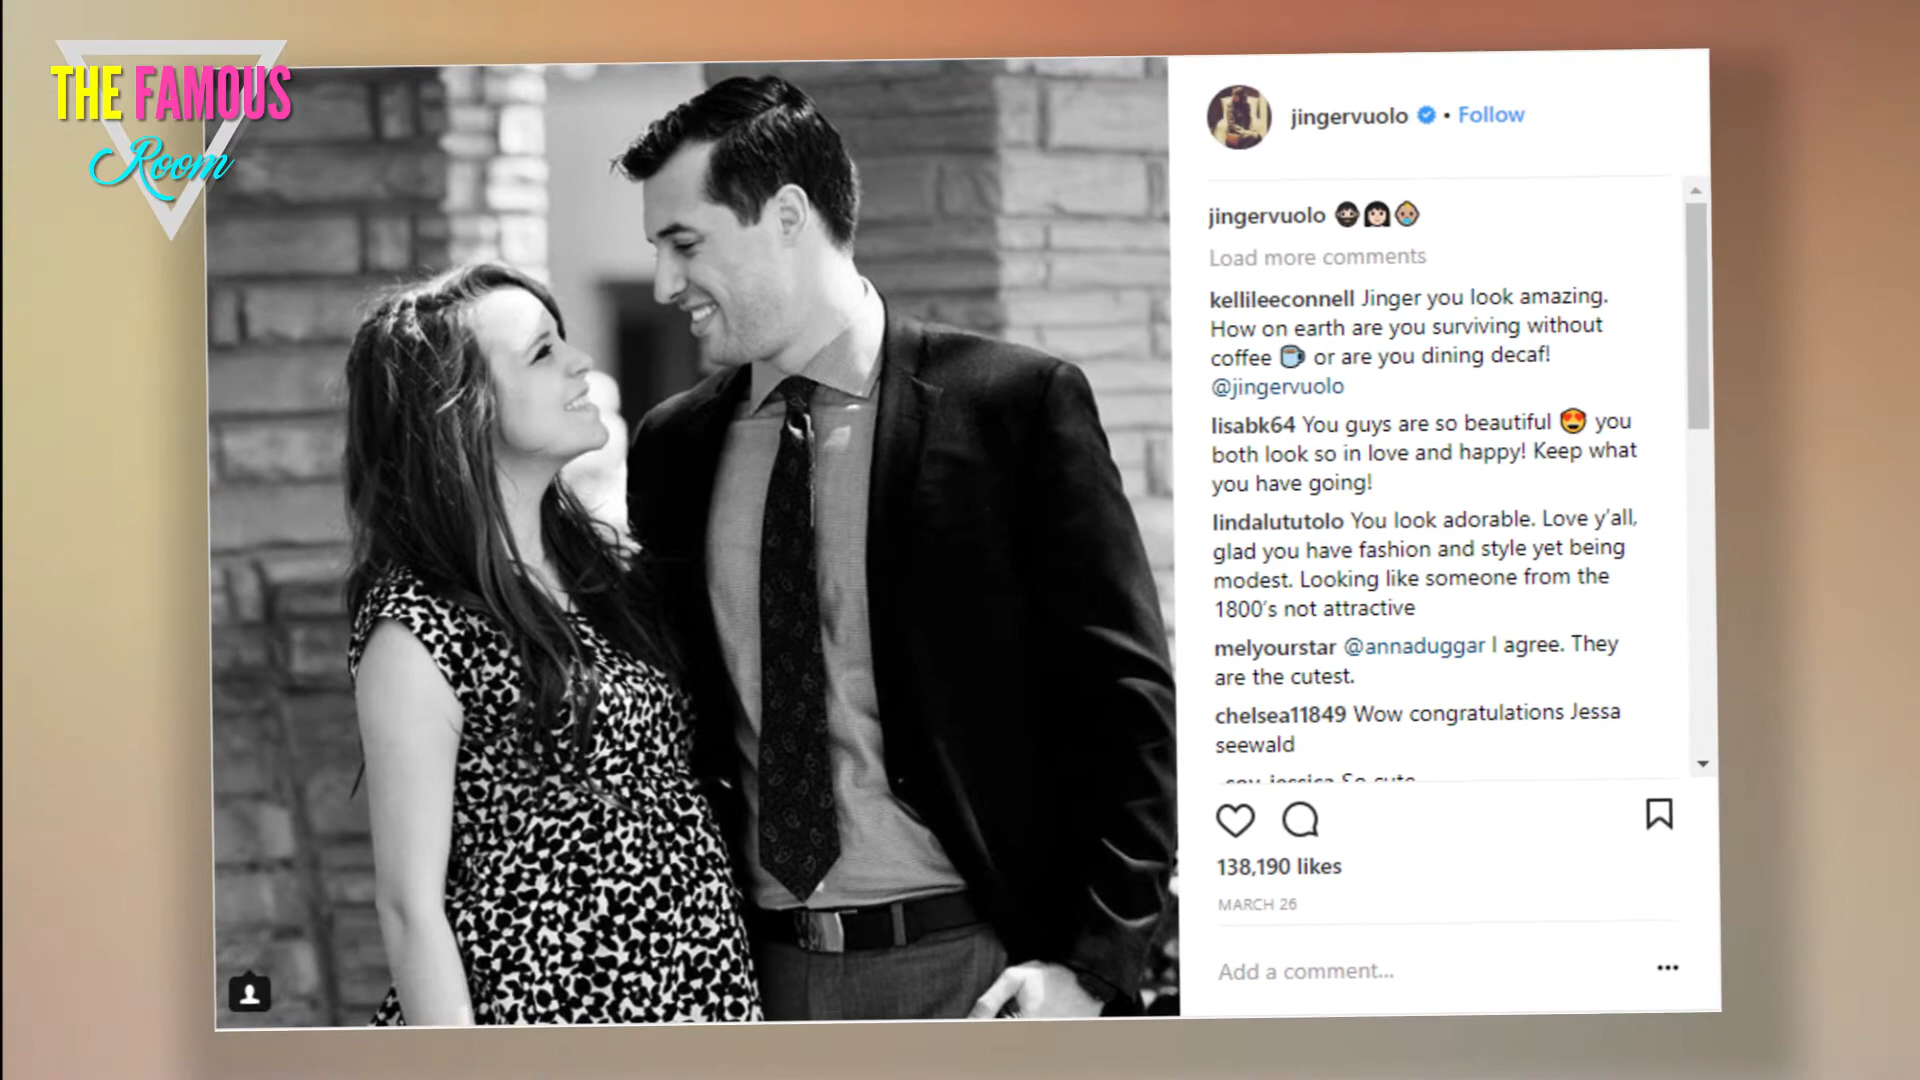 THE FAMOUS
Room
jingervuolo • Follow
jingervuolo 🧔🏿👩🏻👶🏽
Load more comments
kellileeconnell Jinger you look amazing.
How on earth are you surviving without
coffee ☕ or are you dining decaf!
@jingervuolo
lisabk64 You guys are so beautiful 😍 you
both look so in love and happy! Keep what
you have going!
lindalututolo You look adorable. Love y'all,
glad you have fashion and style yet being
modest. Looking like someone from the
1800's not attractive
melyourstar @annaduggar I agree. They
are the cutest.
chelsea11849 Wow congratulations Jessa
seewald
So cute
138,190 likes
MARCH 26
Add a comment...